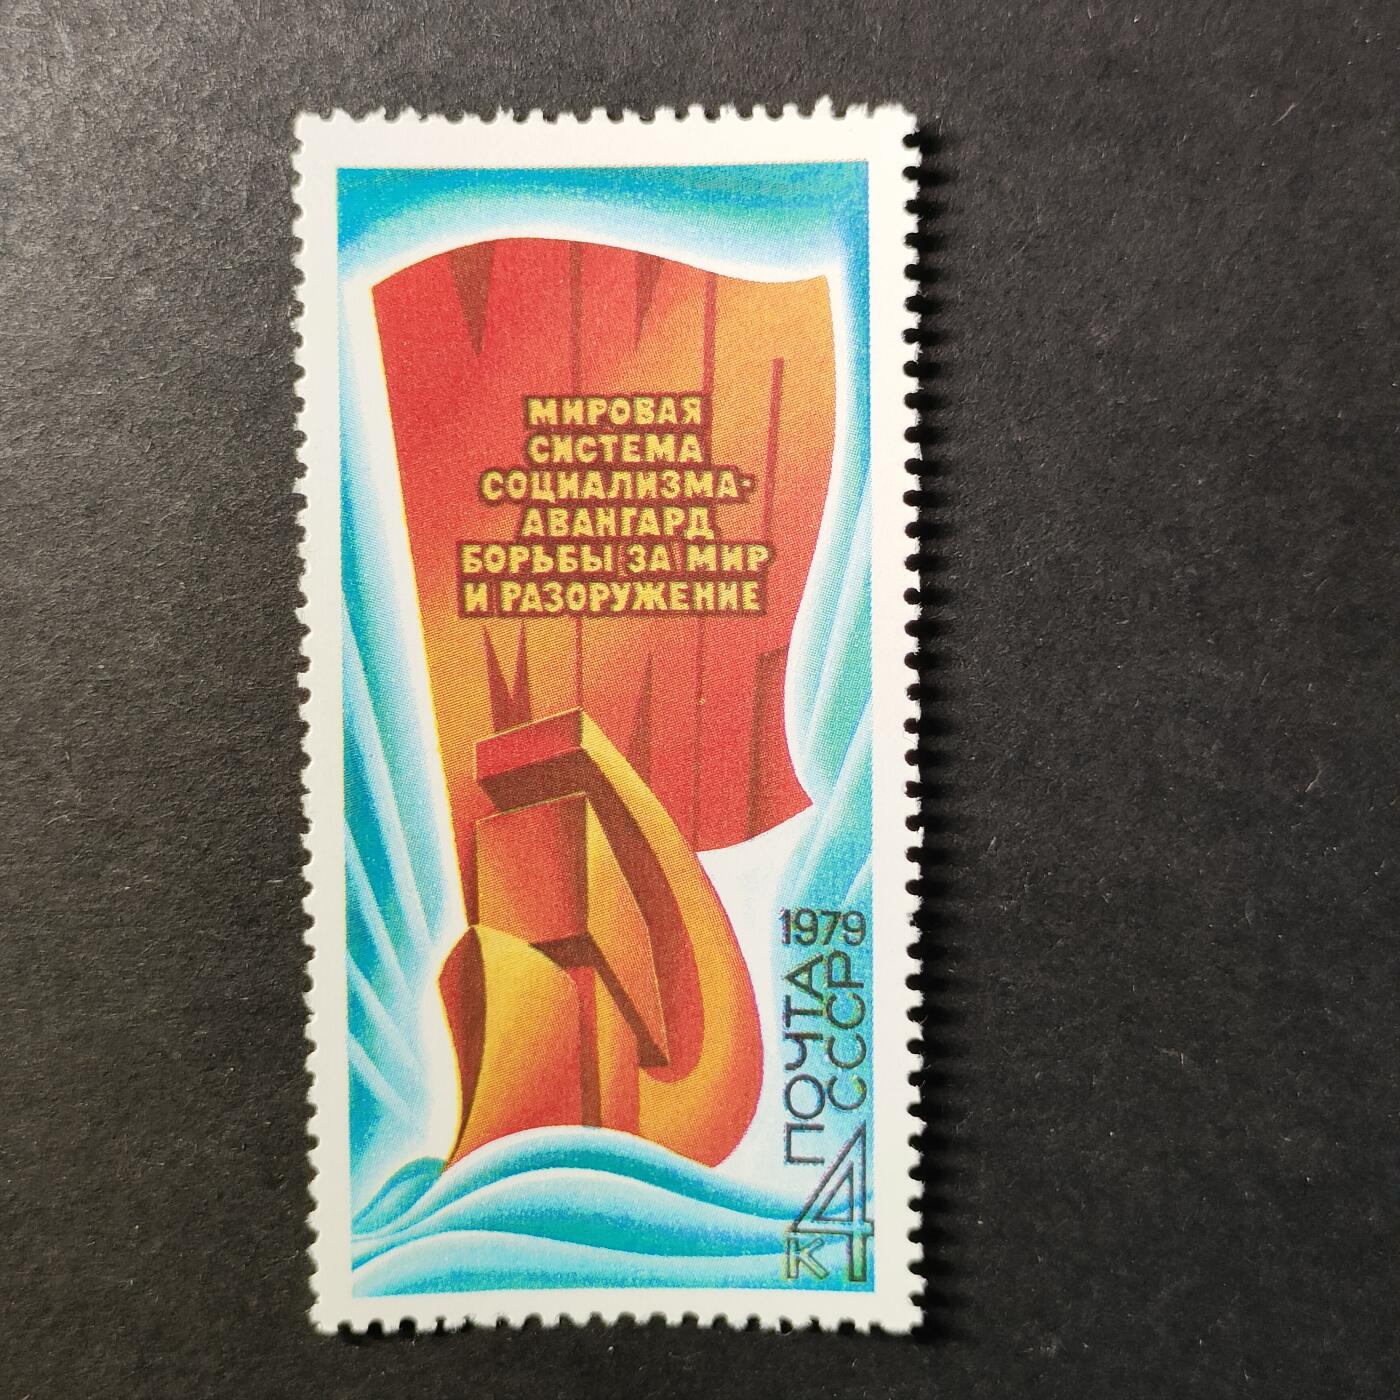 МИРОВАЯ
СИСТЕМА
СОЦИАЛИЗМА-
АВАНГАРД
БОРЬБЫ ЗА МИР
И РАЗОРУЖЕНИЕ
1979
ПОЧТА
СССР
4
К